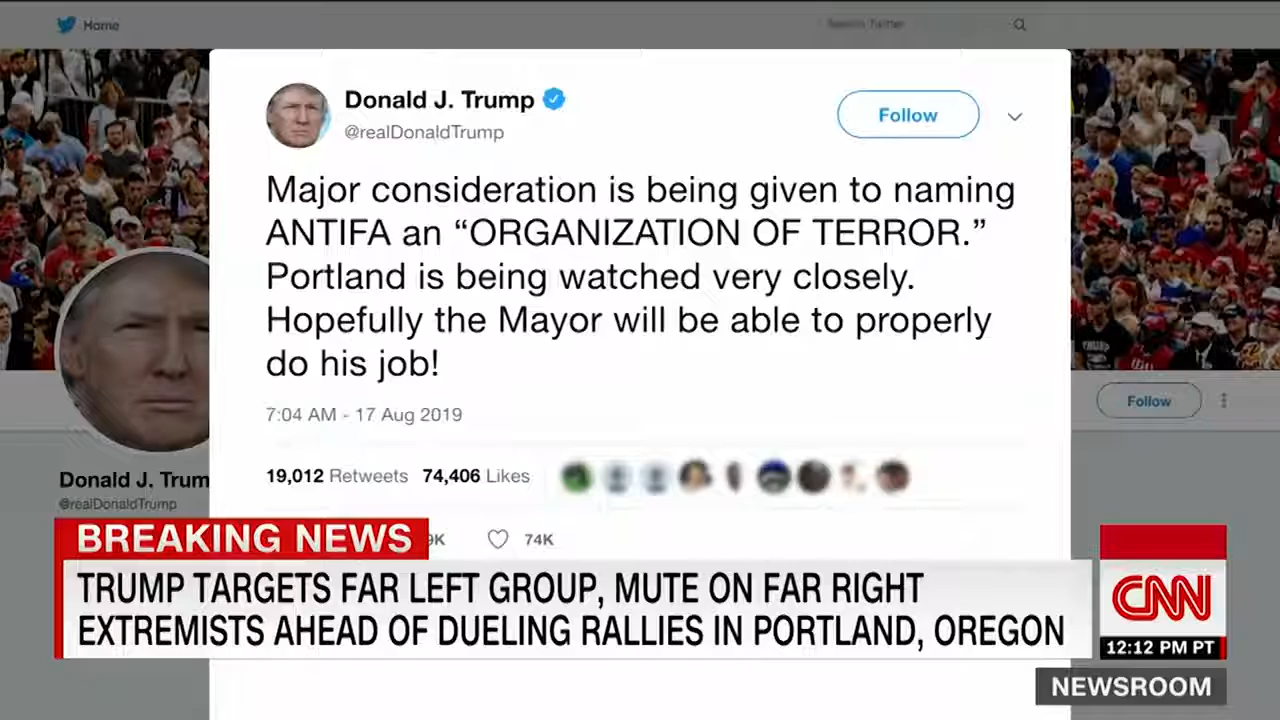 Home
Search Twitter
Donald J. Trump
@realDonaldTrump
Follow
Major consideration is being given to naming
ANTIFA an “ORGANIZATION OF TERROR.”
Portland is being watched very closely.
Hopefully the Mayor will be able to properly
do his job!
7:04 AM - 17 Aug 2019
19,012 Retweets 74,406 Likes
9K 74K
Follow
Donald J. Trum
@realDonaldTrump
BREAKING NEWS
TRUMP TARGETS FAR LEFT GROUP, MUTE ON FAR RIGHT
EXTREMISTS AHEAD OF DUELING RALLIES IN PORTLAND, OREGON
CNN
12:12 PM PT
NEWSROOM